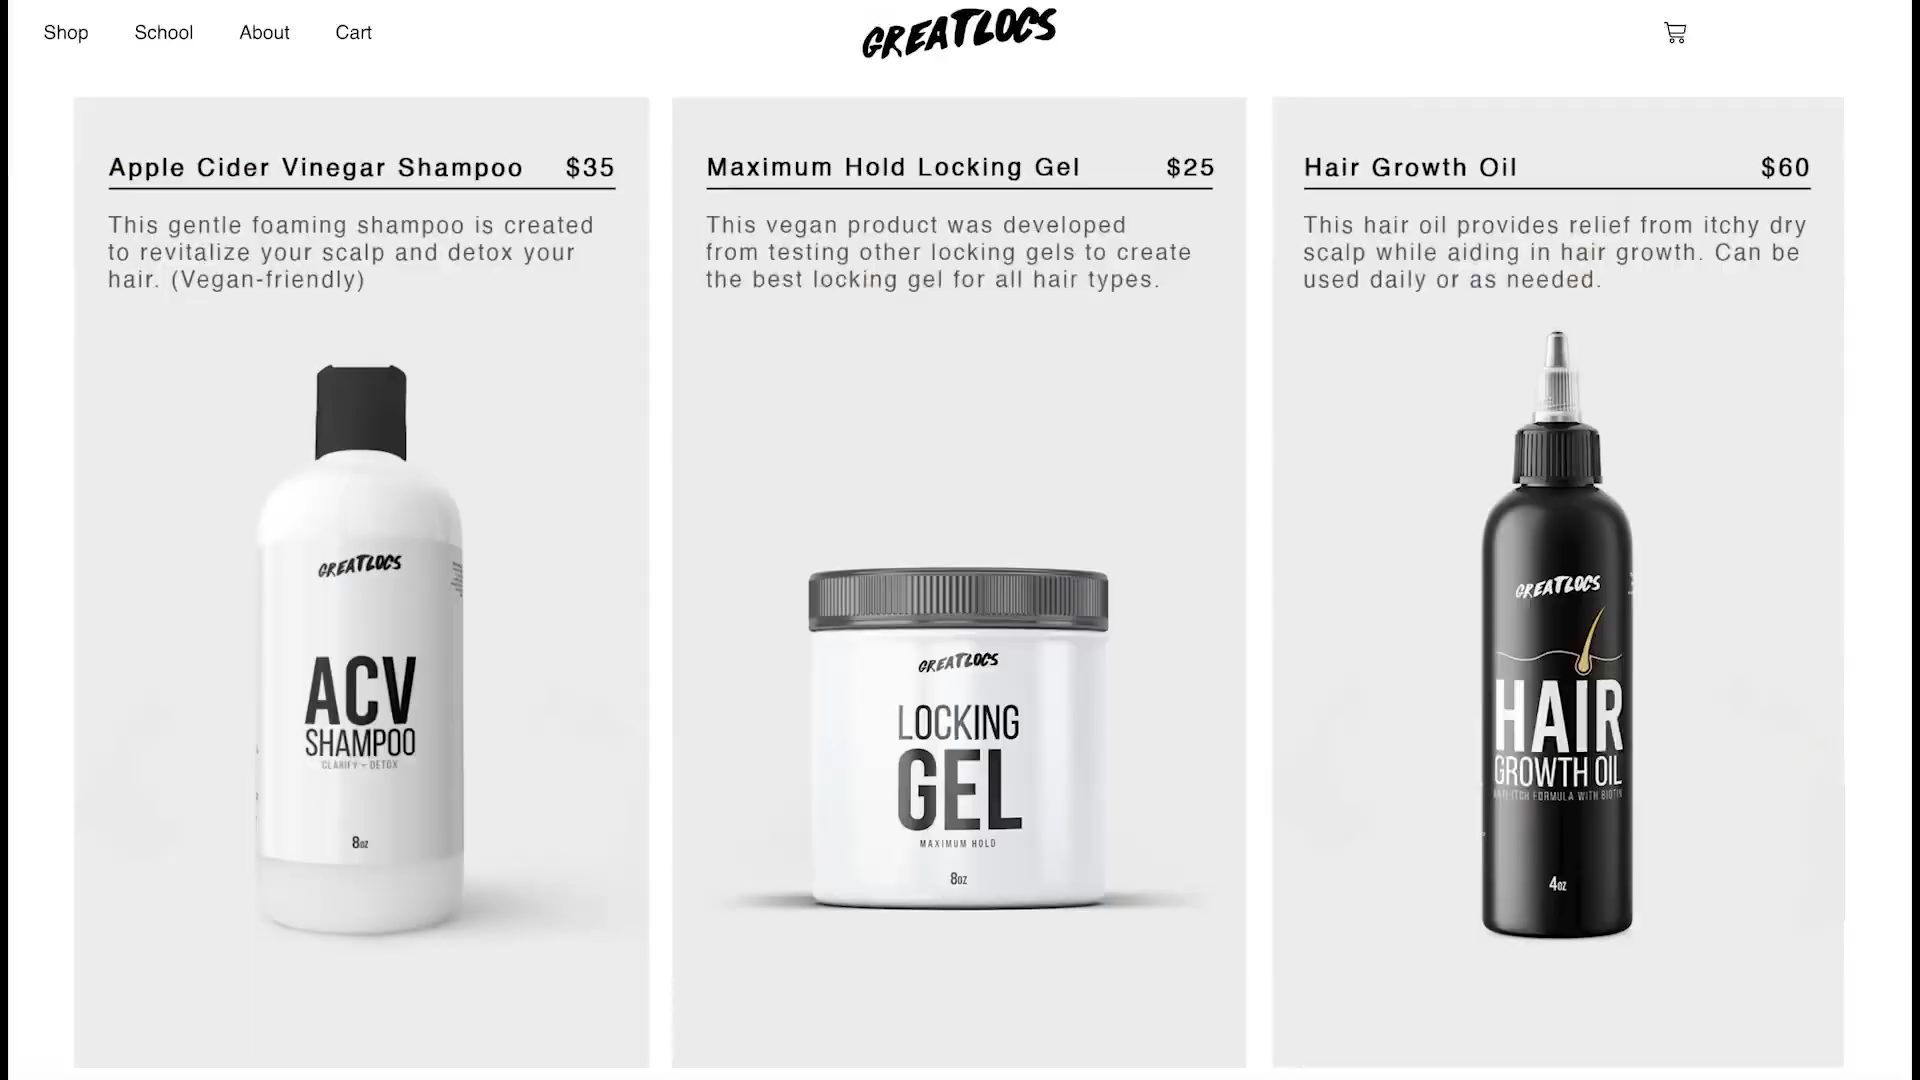 Shop School About Cart
GREATLOCS
Apple Cider Vinegar Shampoo $35
This gentle foaming shampoo is created
to revitalize your scalp and detox your
hair. (Vegan-friendly)
GREATLOCS
ACV
SHAMPOO
CLARIFY - DETOX
8oz
Maximum Hold Locking Gel $25
This vegan product was developed
from testing other locking gels to create
the best locking gel for all hair types.
GREATLOCS
LOCKING
GEL
MAXIMUM HOLD
8oz
Hair Growth Oil $60
This hair oil provides relief from itchy dry
scalp while aiding in hair growth. Can be
used daily or as needed.
GREATLOCS
HAIR
GROWTH OIL
ANTI-ITCH FORMULA WITH BIOTIN
4oz